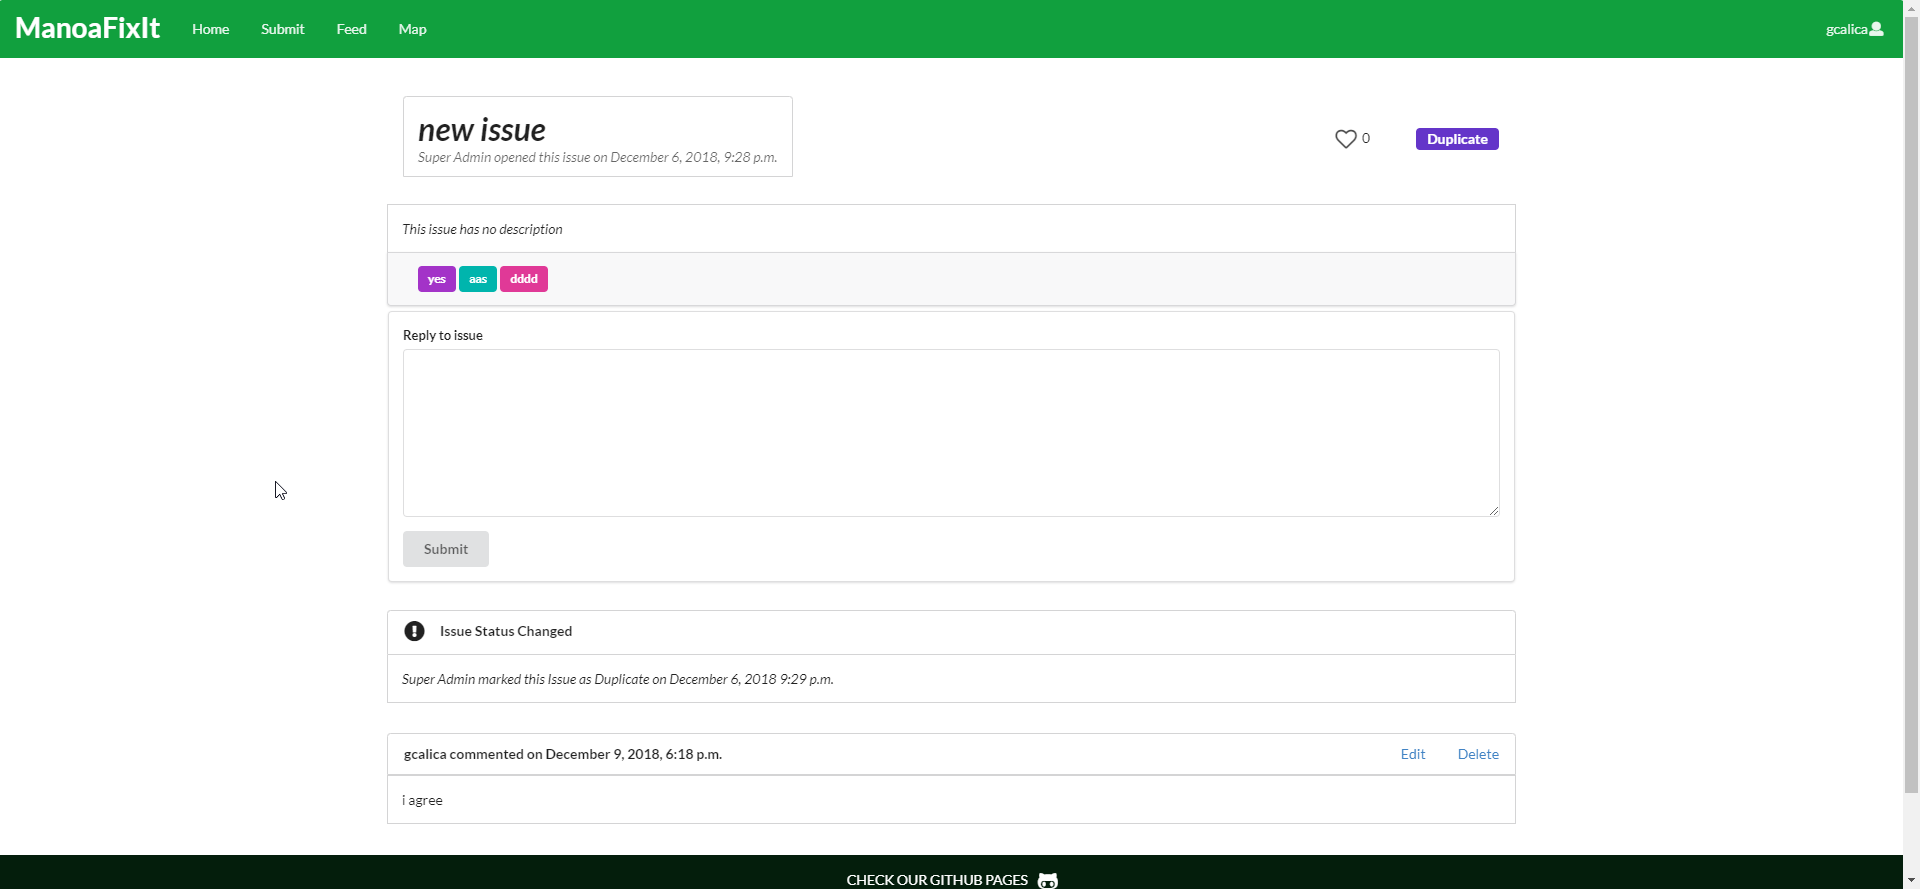 ManoaFixIt Home Submit Feed Map gcalica
new issue
Super Admin opened this issue on December 6, 2018, 9:28 p.m.
0 Duplicate
This issue has no description
yes aas dddd
Reply to issue
Submit
Issue Status Changed
Super Admin marked this Issue as Duplicate on December 6, 2018 9:29 p.m.
gcalica commented on December 9, 2018, 6:18 p.m. Edit Delete
i agree
CHECK OUR GITHUB PAGES